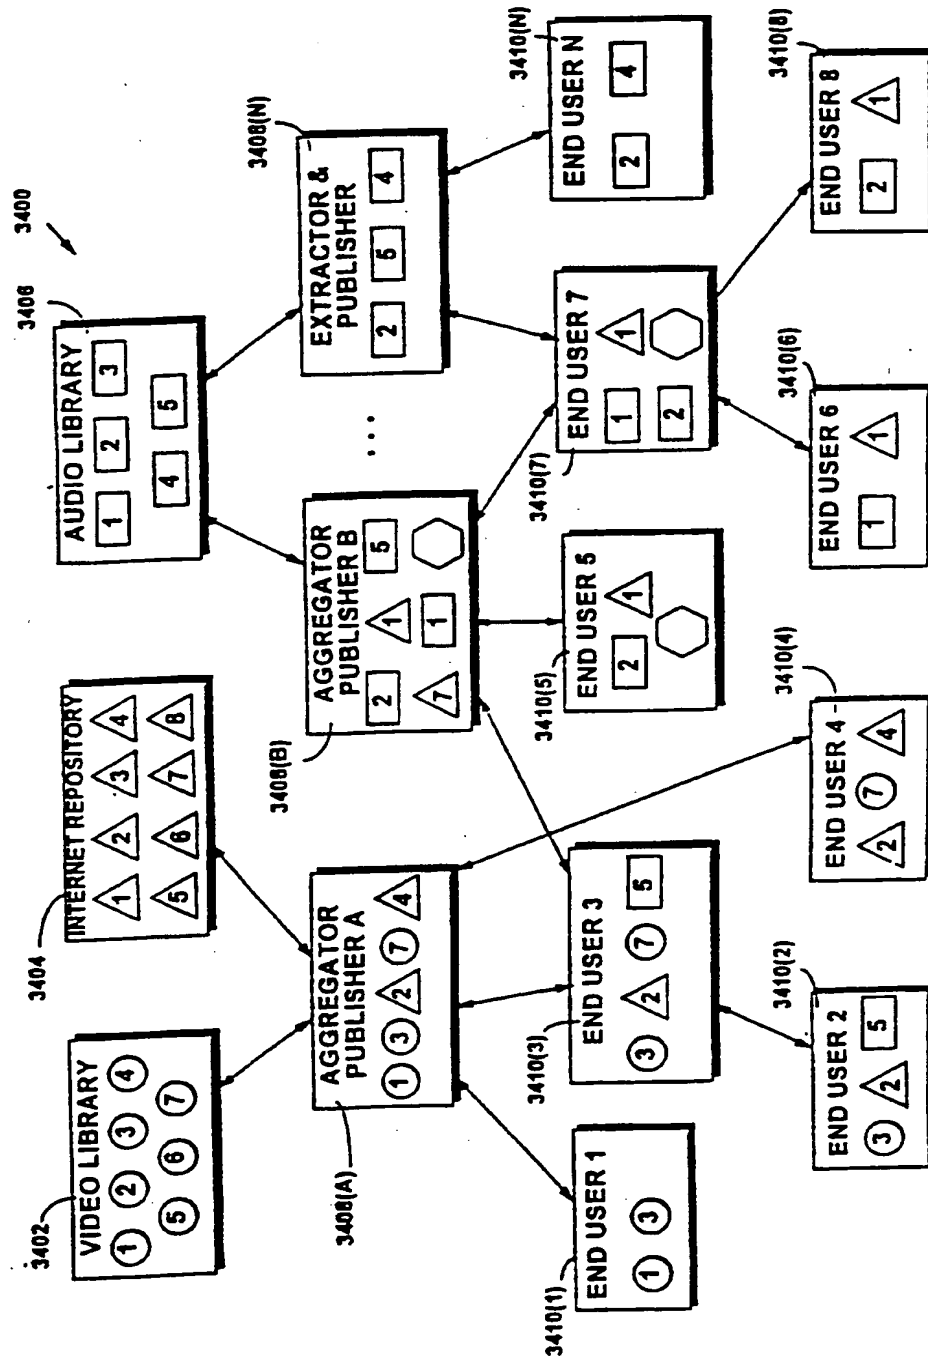 3400
3402
VIDEO LIBRARY
1 2 3 4
5 6 7
3404
INTERNET REPOSITORY
1 2 3 4
5 6 7 8
3406
AUDIO LIBRARY
1 2 3
4 5
3408(A)
AGGREGATOR
PUBLISHER A
1 3 2 7 4
3408(B)
AGGREGATOR
PUBLISHER B
2 1 5
7 1
...
3408(N)
EXTRACTOR &
PUBLISHER
2 5 4
3410(1)
END USER 1
1 3
3410(3)
END USER 3
3 2 7 5
3410(5)
END USER 5
2 1
3410(7)
END USER 7
1 1
2
3410(N)
END USER N
2 4
3410(2)
END USER 2
3 2 5
3410(4)
END USER 4
2 7 4
3410(6)
END USER 6
1 1
3410(8)
END USER 8
2 1